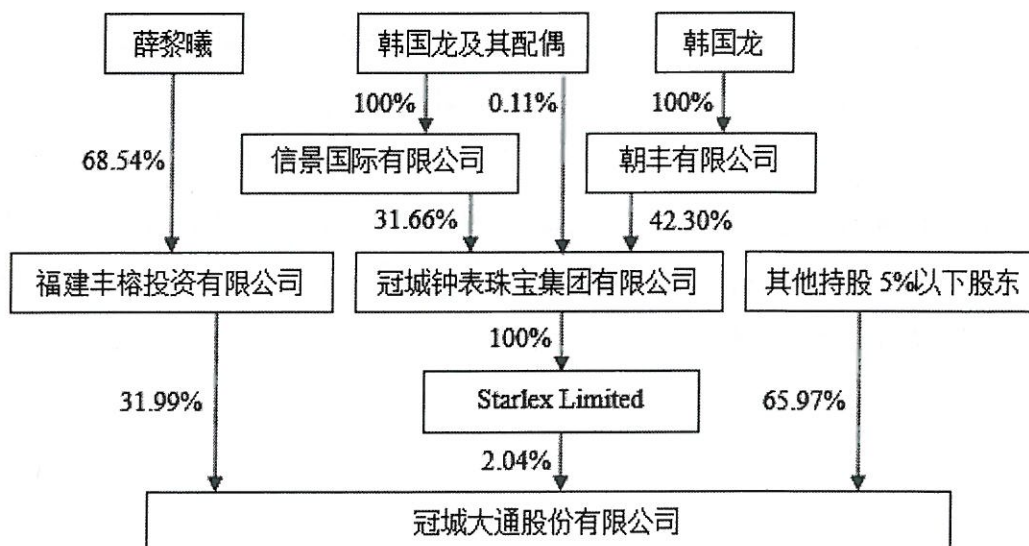 薛黎曦
韩国龙及其配偶
韩国龙
100%
0.11%
100%
68.54%
信景国际有限公司
朝丰有限公司
31.66%
42.30%
福建丰榕投资有限公司
冠城钟表珠宝集团有限公司
其他持股 5%以下股东
100%
31.99%
Starlex Limited
65.97%
2.04%
冠城大通股份有限公司